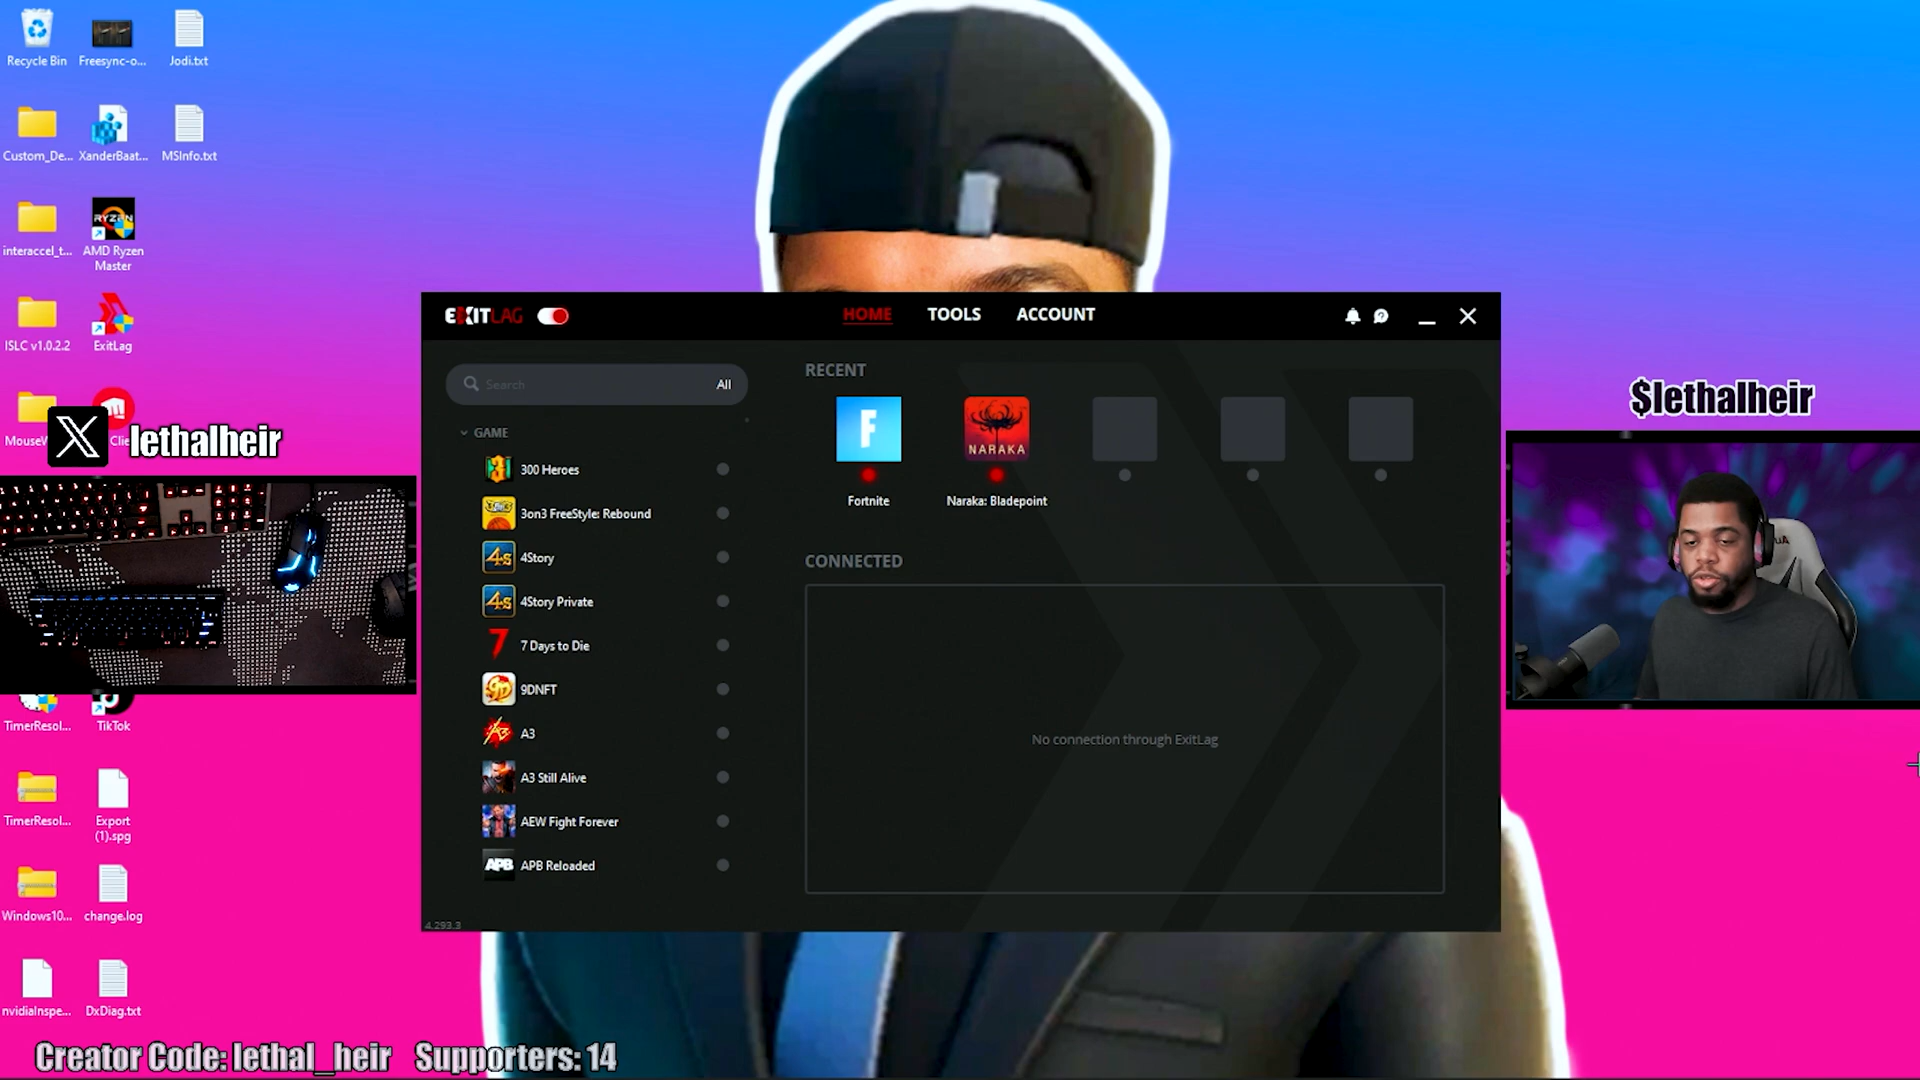 Recycle Bin
Freesync-o...
Jodi.txt
Custom_De...
XanderBaat...
MSInfo.txt
interaccel_t...
RYZEN
AMD Ryzen
Master
ISLC v1.0.2.2
ExitLag
lethalheir
TimerResol...
TikTok
TimerResol...
Export
(1).spg
Windows10...
change.log
nvidiaInspe...
DxDiag.txt
Creator Code: lethal_heir Supporters: 14
EXITLAG
HOME
TOOLS
ACCOUNT
Search
All
GAME
300 Heroes
3on3 FreeStyle: Rebound
4Story
4Story Private
7 Days to Die
9DNFT
A3
A3 Still Alive
AEW Fight Forever
APB
APB Reloaded
4.293.3
RECENT
F
NARAKA
Fortnite
Naraka: Bladepoint
CONNECTED
No connection through ExitLag
$lethalheir